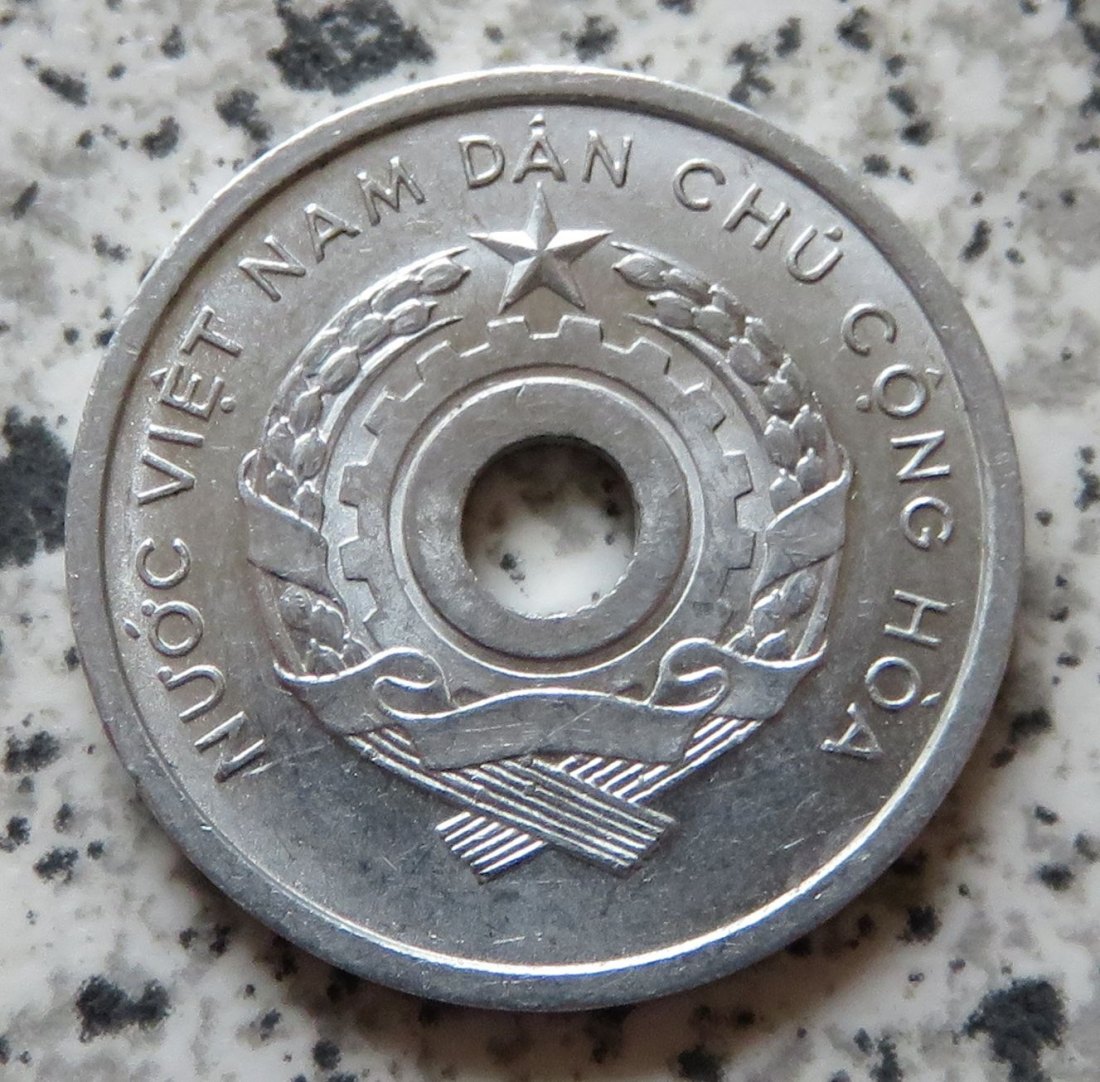 NƯỚC VIỆT NAM DÂN CHỦ CỘNG HÒA